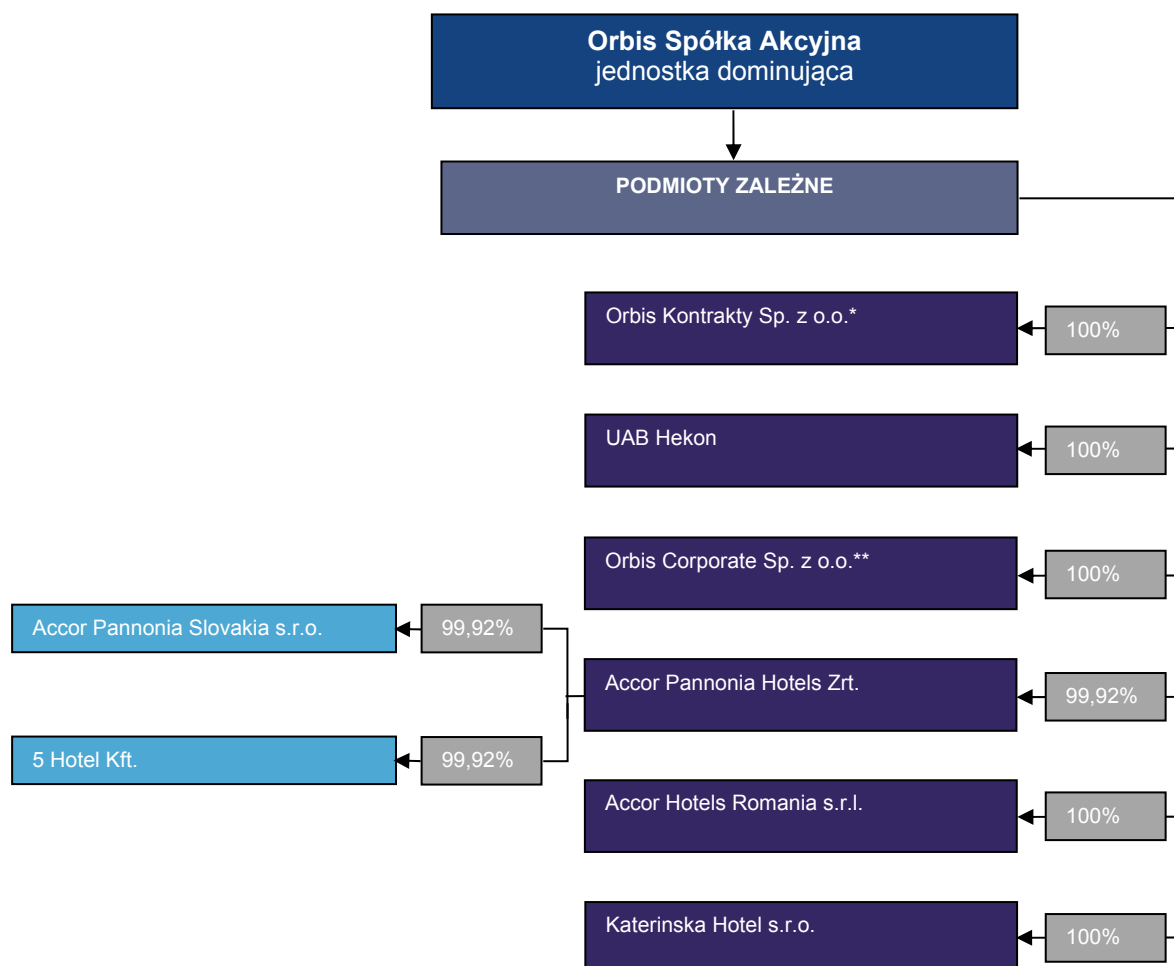 Orbis Spółka Akcyjna
jednostka dominująca
PODMIOTY ZALEŻNE
Orbis Kontrakty Sp. z o.o.*
100%
UAB Hekon
100%
Orbis Corporate Sp. z o.o.**
100%
Accor Pannonia Slovakia s.r.o.
99,92%
Accor Pannonia Hotels Zrt.
99,92%
5 Hotel Kft.
99,92%
Accor Hotels Romania s.r.l.
100%
Katerinska Hotel s.r.o.
100%